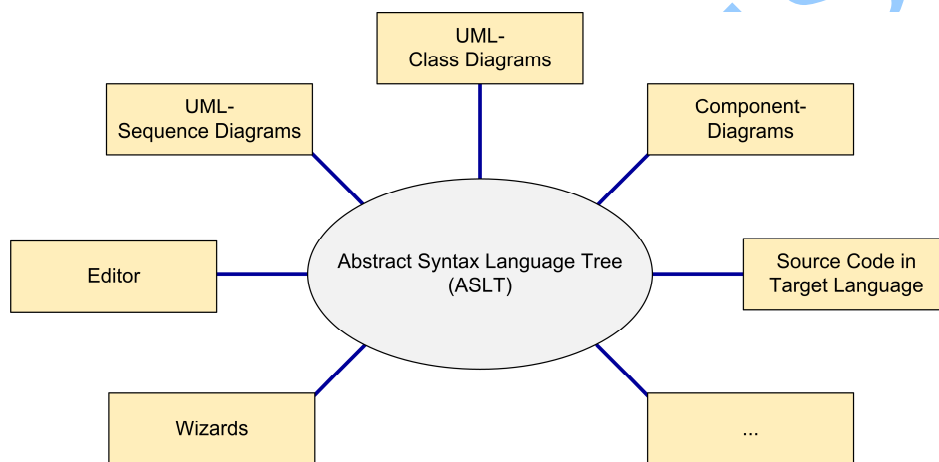 UML-
Class Diagrams
UML-
Sequence Diagrams
Component-
Diagrams
Abstract Syntax Language Tree
(ASLT)
Editor
Source Code in
Target Language
Wizards
...